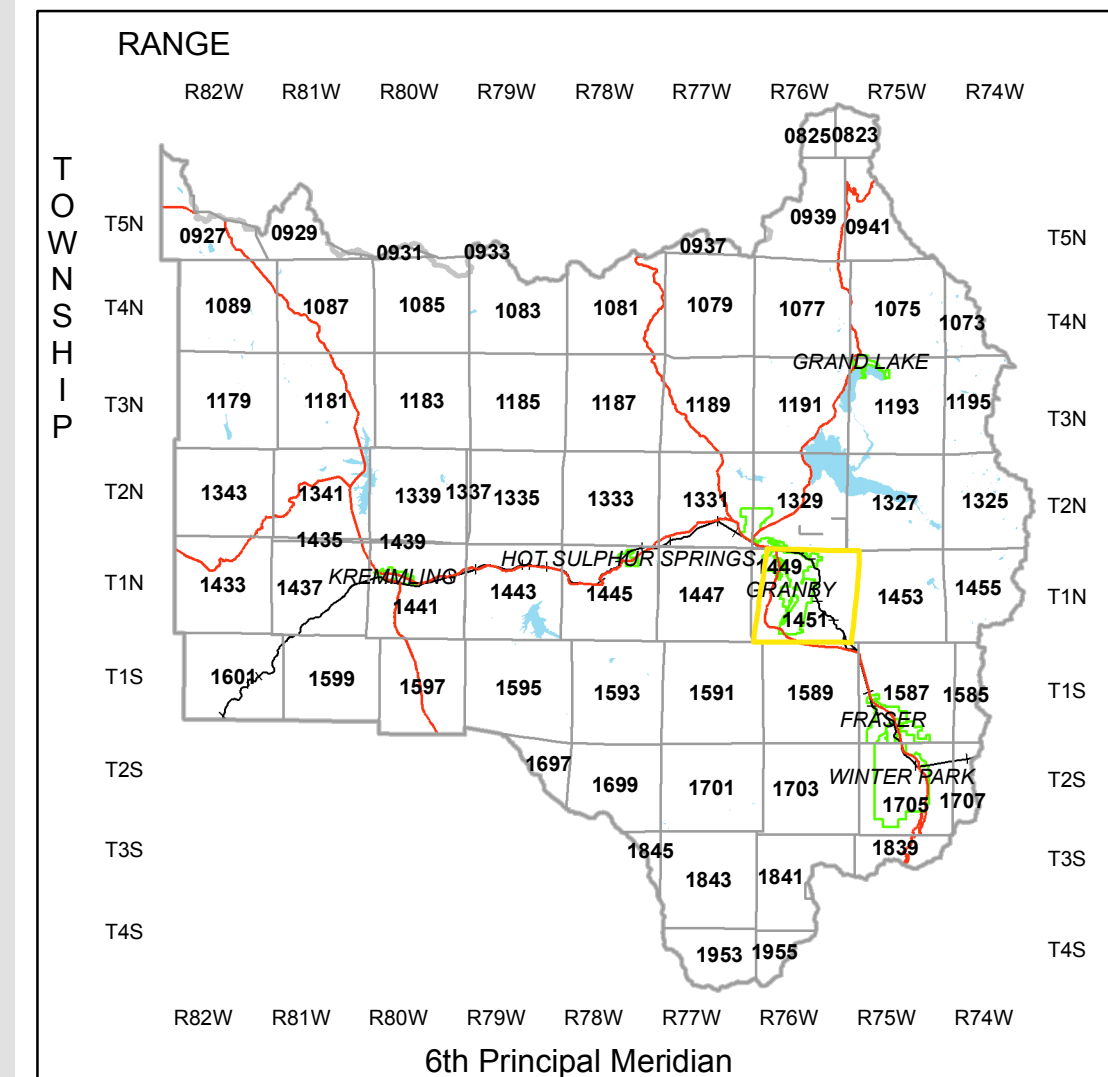 RANGE
R82W R81W R80W R79W R78W R77W R76W R75W R74W
TOWNSHIP
0825 0823
T5N 0927 0929 0931 0933 0937 0939 0941 T5N
T4N 1089 1087 1085 1083 1081 1079 1077 1075 1073 T4N
GRAND LAKE
T3N 1179 1181 1183 1185 1187 1189 1191 1193 1195 T3N
T2N 1343 1341 1339 1337 1335 1333 1331 1329 1327 1325 T2N
1435 1439
HOT SULPHUR SPRINGS 1449
KREMMLING GRANBY
T1N 1433 1437 1441 1443 1445 1447 1451 1453 1455 T1N
T1S 1601 1599 1597 1595 1593 1591 1589 1587 1585 T1S
FRASER
WINTER PARK
T2S 1697 1699 1701 1703 1705 1707 T2S
T3S 1845 1843 1841 1839 T3S
T4S 1953 1955 T4S
R82W R81W R80W R79W R78W R77W R76W R75W R74W
6th Principal Meridian